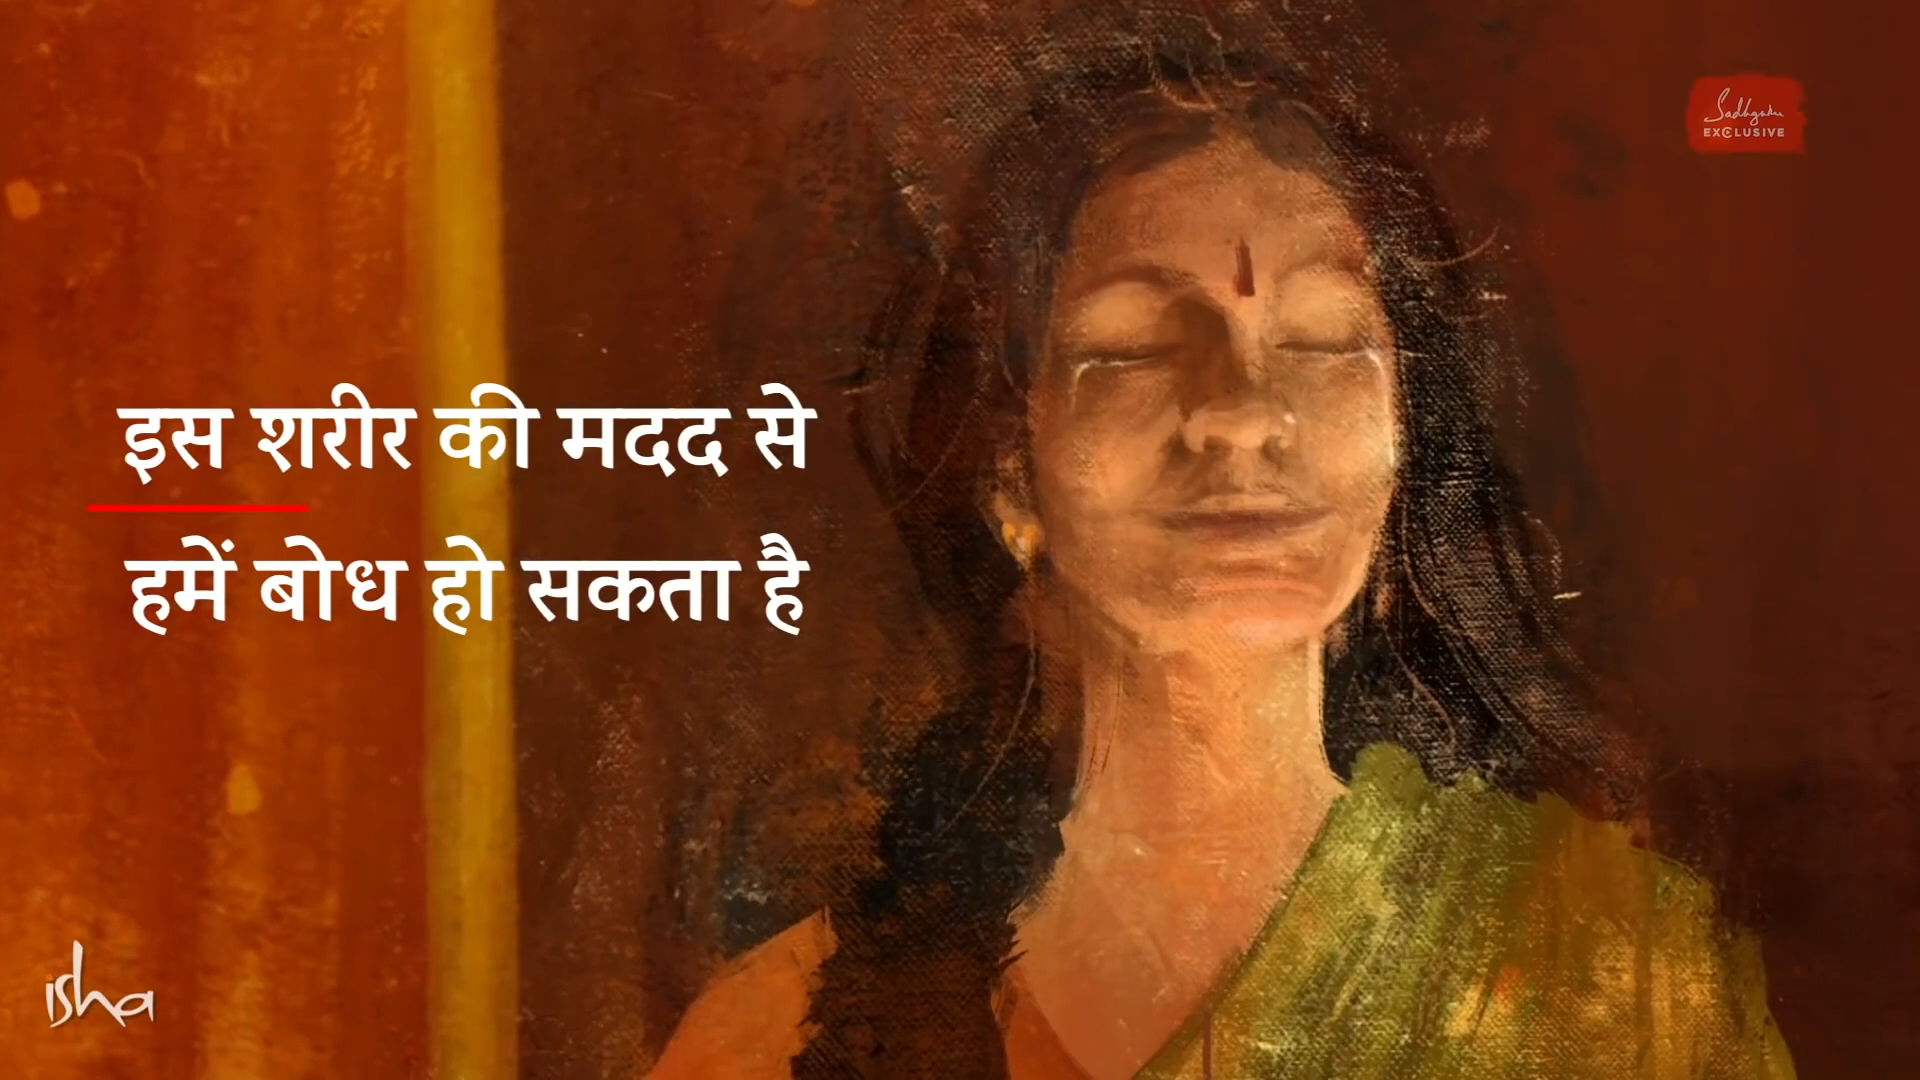 Sadhguru
EXCLUSIVE
इस शरीर की मदद से
हमें बोध हो सकता है
isha